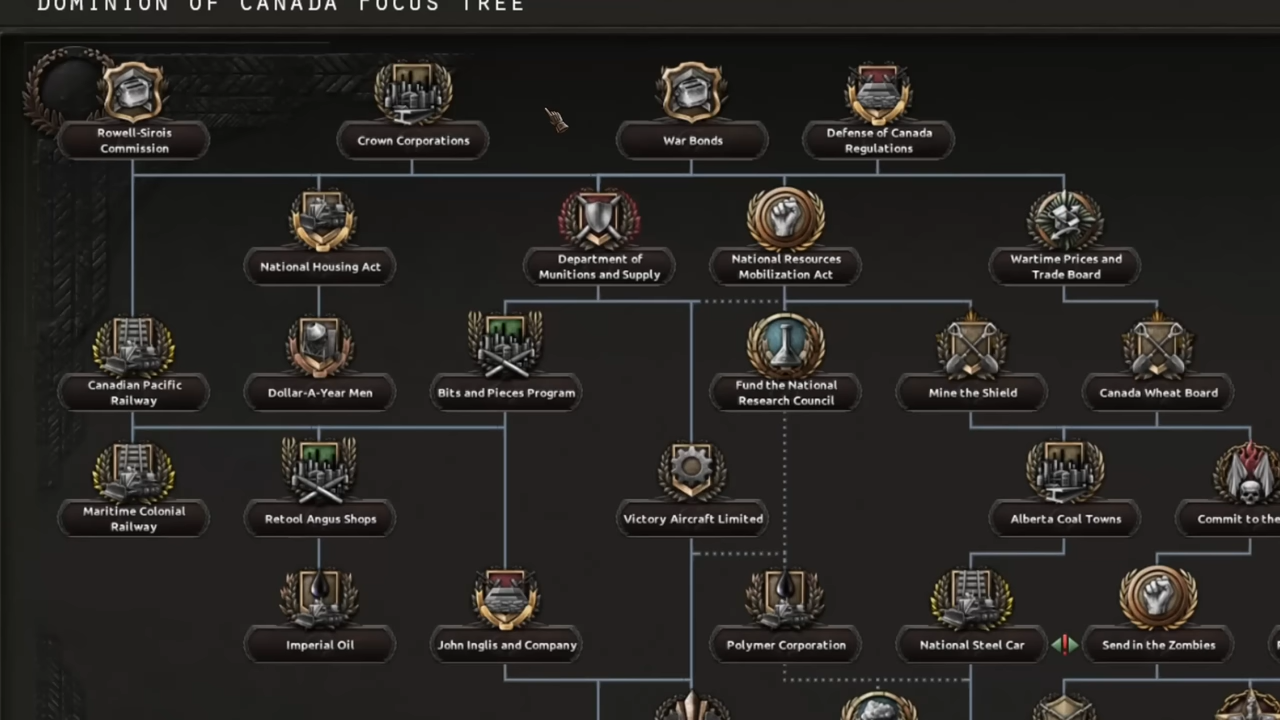 DOMINION OF CANADA FOCUS TREE
Rowell-Sirois
Commission
Crown Corporations
War Bonds
Defense of Canada
Regulations
National Housing Act
Department of
Munitions and Supply
National Resources
Mobilization Act
Wartime Prices and
Trade Board
Canadian Pacific
Railway
Dollar-A-Year Men
Bits and Pieces Program
Fund the National
Research Council
Mine the Shield
Canada Wheat Board
Maritime Colonial
Railway
Retool Angus Shops
Victory Aircraft Limited
Alberta Coal Towns
Commit to the
Imperial Oil
John Inglis and Company
Polymer Corporation
National Steel Car
Send in the Zombies